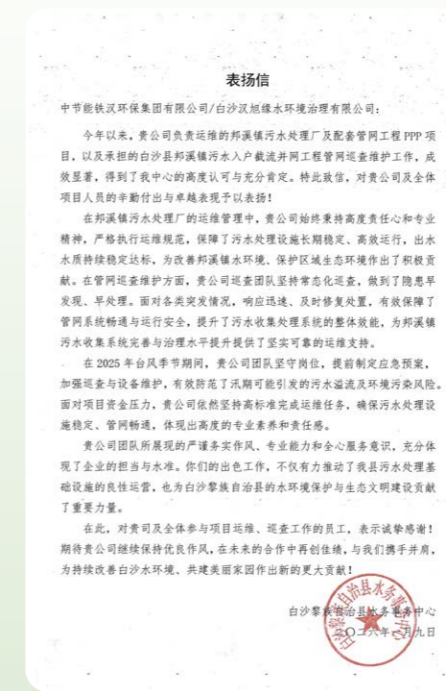 表扬信
中节能铁汉环保集团有限公司/白沙汉旭缘水环境治理有限公司：
今年以来，贵公司负责运维的邦溪镇污水处理厂及配套管网工程 PPP 项
目，以及承担的白沙县邦溪镇污水入户截流并网工程管网巡查维护工作，成
效显著，得到了我中心的高度认可与充分肯定。特此致信，对贵公司及全体
项目人员的辛勤付出与卓越表现予以表扬！
在邦溪镇污水处理厂的运维管理中，贵公司始终秉持高度责任心和专业
精神，严格执行运维规范，保障了污水处理设施长期稳定、高效运行，出水
水质持续稳定达标，为改善邦溪镇水环境、保护区域生态环境作出了积极贡
献。在管网巡查维护方面，贵公司巡查团队坚持常态化巡查，做到了隐患早
发现、早处理。面对各类突发情况，响应迅速、及时修复处置，有效保障了
管网系统畅通与运行安全，提升了污水收集处理系统的整体效能，为邦溪镇
污水收集系统完善与治理水平提升提供了坚实可靠的运维支持。
在 2025 年台风季节期间，贵公司团队坚守岗位，提前制定应急预案，
加强巡查与设备维护，有效防范了汛期可能引发的污水溢流及环境污染风险。
面对项目资金压力，贵公司依然坚持高标准完成运维任务，确保污水处理设
施稳定、管网畅通，体现出高度的专业素养和责任感。
贵公司团队所展现的严谨务实作风、专业能力和全心服务意识，充分体
现了企业的担当与水准。你们的出色工作，不仅有力推动了我县污水处理基
础设施的良性运营，也为白沙黎族自治县的水环境保护与生态文明建设贡献
了重要力量。
在此，对贵司及全体参与项目运维、巡查工作的员工，表示诚挚感谢！
期待贵公司继续保持优良作风，在未来的合作中再创佳绩，与我们携手并肩，
为持续改善白沙水环境、共建美丽家园作出新的更大贡献！
白沙黎族自治县水务事务中心
二〇二六年 月九日
白沙黎族自治县水务事务中心